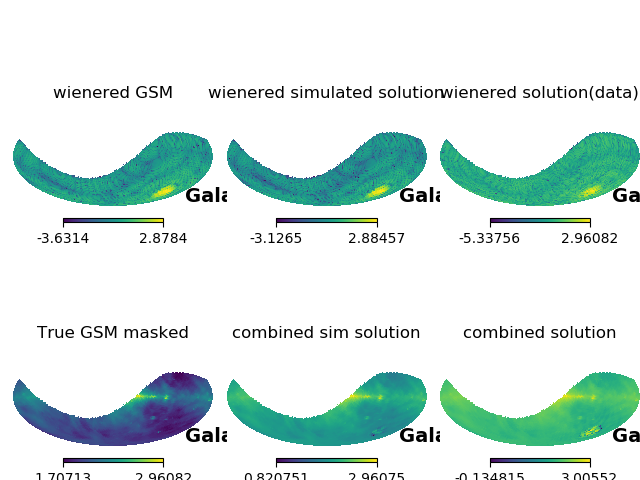 wienered GSM
wienered simulated solution
wienered solution(data)
Gala
Gala
Ga
-3.6314 2.8784
-3.1265 2.88457
-5.33756 2.96082
True GSM masked
combined sim solution
combined solution
Gala
Gala
Ga
1.70713 2.96082
0.820751 2.96075
-0.134815 3.00552